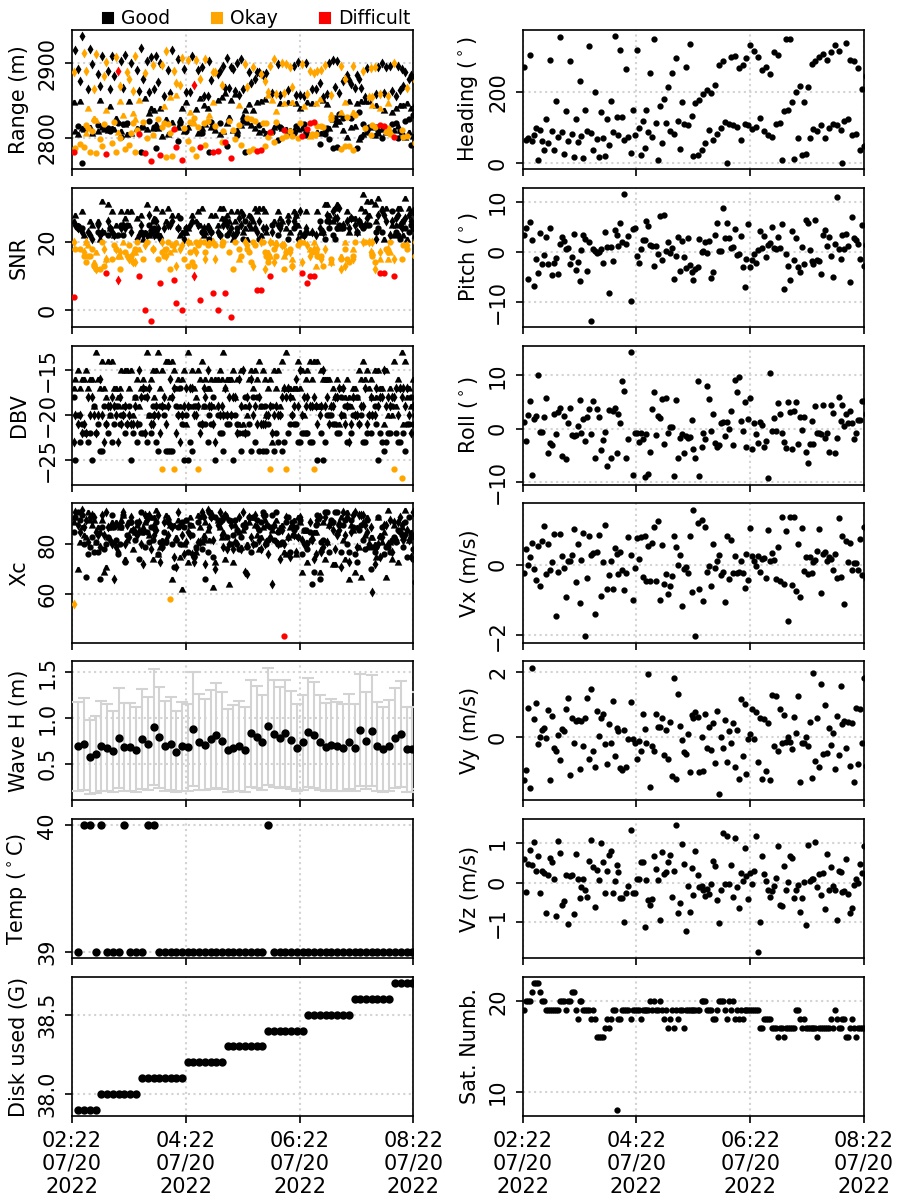 Good Okay Difficult
Range (m)
2900
2800
Heading (°)
200
0
SNR
20
0
Pitch (°)
10
0
−10
DBV
−15
−20
−25
Roll (°)
10
0
−10
Xc
80
60
Vx (m/s)
0
−2
Wave H (m)
1.5
1.0
0.5
Vy (m/s)
2
0
Temp (°C)
40
39
Vz (m/s)
1
0
−1
Disk used (G)
38.5
38.0
Sat. Numb.
20
10
02:22 04:22 06:22 08:22
07/20 07/20 07/20 07/20
2022 2022 2022 2022
02:22 04:22 06:22 08:22
07/20 07/20 07/20 07/20
2022 2022 2022 2022